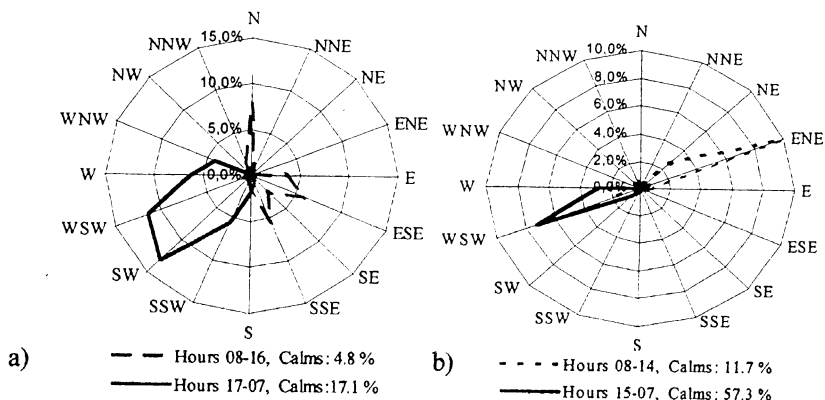 N
NNE
NE
ENE
E
ESE
SE
SSE
S
SSW
SW
WSW
W
WNW
NW
NNW
15,0%
10,0%
5,0%
0,0%
a)
Hours 08-16, Calms: 4.8 %
Hours 17-07, Calms:17.1 %
N
NNE
NE
ENE
E
ESE
SE
SSE
S
SSW
SW
WSW
W
WNW
NW
NNW
10,0%
8,0%
6,0%
4,0%
2,0%
0,0%
b)
Hours 08-14, Calms: 11.7 %
Hours 15-07, Calms: 57.3 %